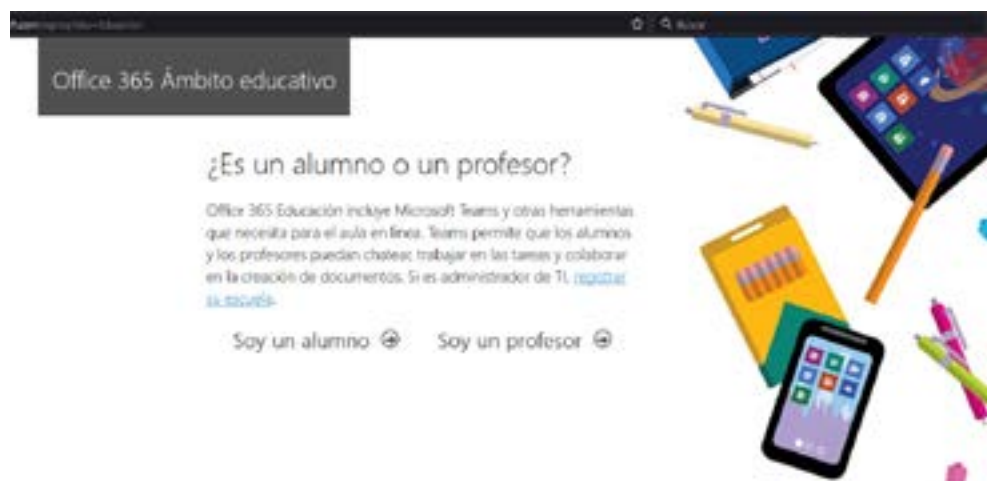 Buscar
Office 365 Ámbito educativo
¿Es un alumno o un profesor?
Office 365 Educación incluye Microsoft Teams y otras herramientas
que necesita para el aula en línea. Teams permite que los alumnos
y los profesores puedan chatear, trabajar en las tareas y colaborar
en la creación de documentos. Si es administrador de TI, registrar
su escuela.
Soy un alumno
Soy un profesor